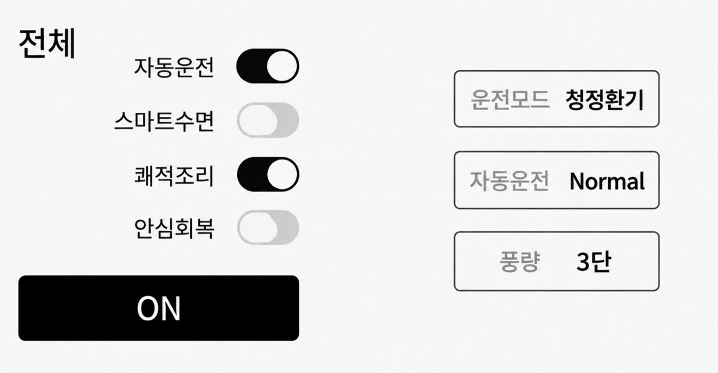 전체
자동운전
스마트수면
쾌적조리
안심회복
ON
운전모드 청정환기
자동운전 Normal
풍량 3단